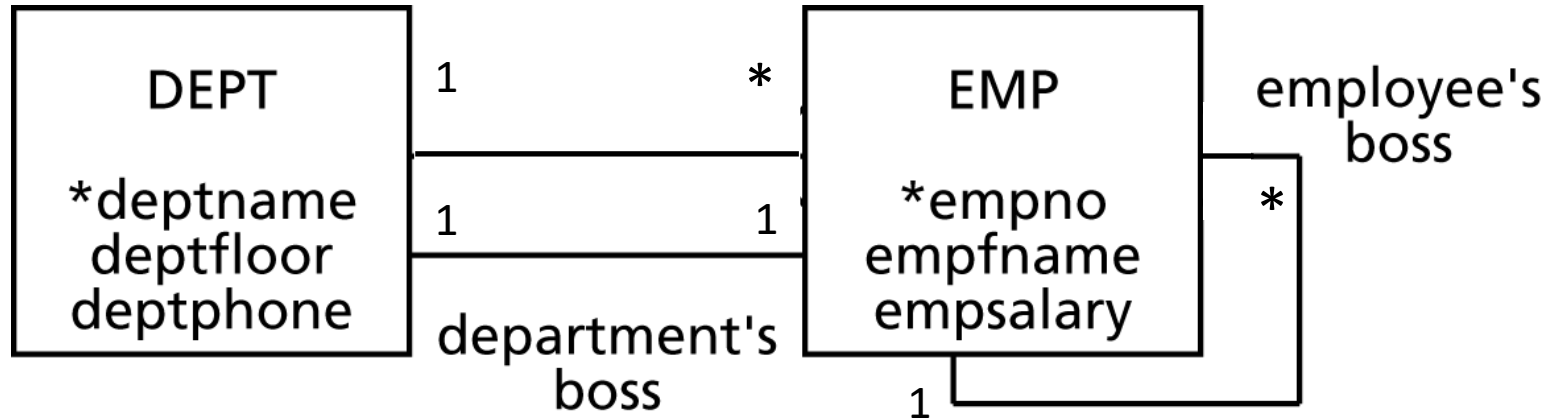 DEPT
*deptname
deptfloor
deptphone
1
*
1
1
department's
boss
EMP
*empno
empfname
empsalary
employee's
boss
*
1